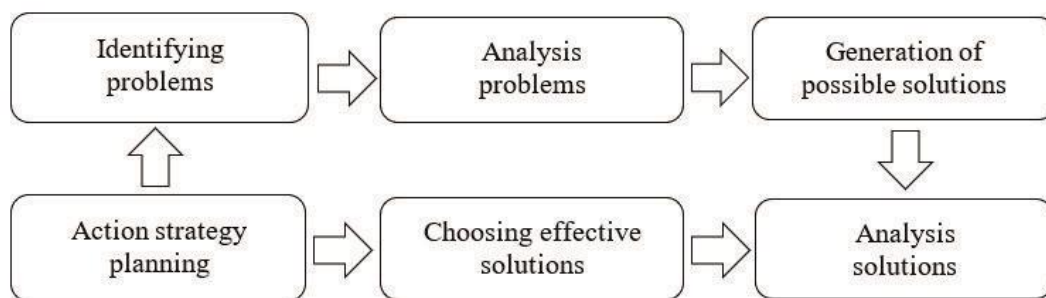 Identifying
problems
Analysis
problems
Generation of
possible solutions
Action strategy
planning
Choosing effective
solutions
Analysis
solutions